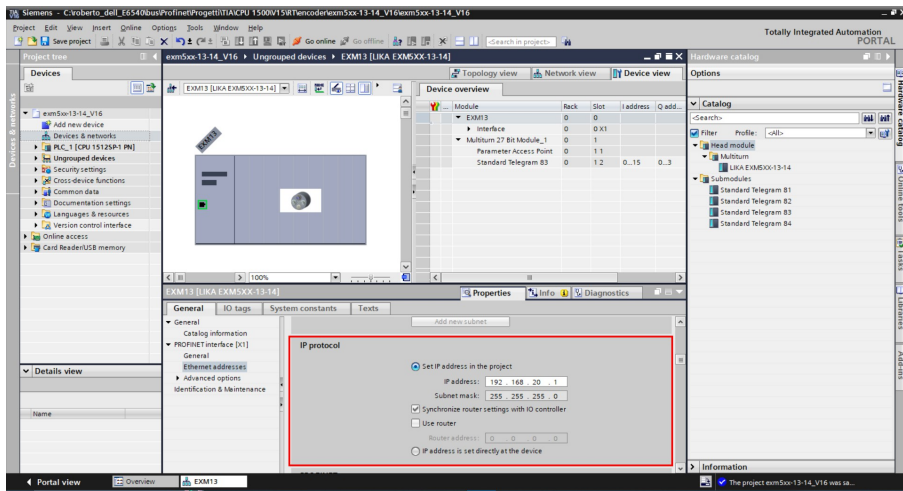 Siemens - C:\roberto_dell_E6540\bus\Profinet\Progetti\TIA\CPU 1500\V15\RT\encoder\exm5xx-13-14_V16\exm5xx-13-14_V16
Project Edit View Insert Online Options Tools Window Help
Save project
Go online
Go offline
<Search in project>
Totally Integrated Automation
PORTAL
Project tree
Devices
exm5xx-13-14_V16
Add new device
Devices & networks
PLC_1 [CPU 1512SP-1 PN]
Ungrouped devices
Security settings
Cross-device functions
Common data
Documentation settings
Languages & resources
Version control interface
Online access
Card Reader/USB memory
Details view
Name
Devices & networks
exm5xx-13-14_V16 ▸ Ungrouped devices ▸ EXM13 [LIKA EXM5XX-13-14]
Topology view
Network view
Device view
EXM13 [LIKA EXM5XX-13-14]
EXM13
100%
Device overview
... Module Rack Slot I address Q add...
EXM13 0 0
Interface 0 0 X1
Multiturn 27 Bit Module_1 0 1
Parameter Access Point 0 1 1
Standard Telegram 83 0 1 2 0...15 0...3
EXM13 [LIKA EXM5XX-13-14]
Properties
Info
Diagnostics
General
IO tags
System constants
Texts
General
Catalog information
PROFINET interface [X1]
General
Ethernet addresses
Advanced options
Identification & Maintenance
Add new subnet
IP protocol
Set IP address in the project
IP address: 192 . 168 . 20 . 1
Subnet mask: 255 . 255 . 255 . 0
Synchronize router settings with IO controller
Use router
Router address: 0 . 0 . 0 . 0
IP address is set directly at the device
Hardware catalog
Options
Catalog
<Search>
Filter
Profile: <All>
Head module
Multiturn
LIKA EXM5XX-13-14
Submodules
Standard Telegram 81
Standard Telegram 82
Standard Telegram 83
Standard Telegram 84
Information
Hardware catalog
Online tools
Tasks
Libraries
Add-ins
Portal view
Overview
EXM13
The project exm5xx-13-14_V16 was sa...